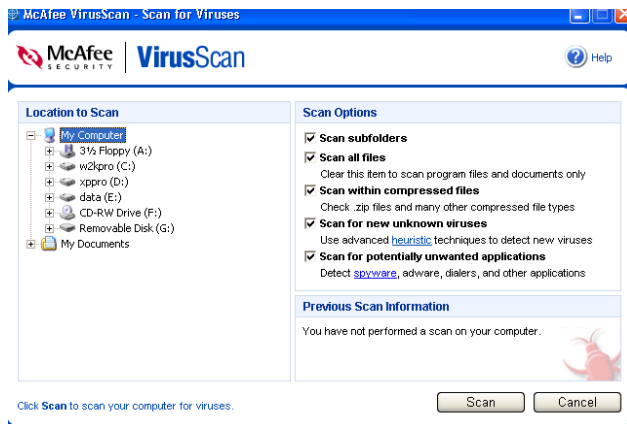 McAfee VirusScan - Scan for Viruses
McAfee
SECURITY
VirusScan
Help
Location to Scan
My Computer
3½ Floppy (A:)
w2kpro (C:)
xppro (D:)
data (E:)
CD-RW Drive (F:)
Removable Disk (G:)
My Documents
Scan Options
Scan subfolders
Scan all files
Clear this item to scan program files and documents only
Scan within compressed files
Check .zip files and many other compressed file types
Scan for new unknown viruses
Use advanced heuristic techniques to detect new viruses
Scan for potentially unwanted applications
Detect spyware, adware, dialers, and other applications
Previous Scan Information
You have not performed a scan on your computer.
Click Scan to scan your computer for viruses.
Scan
Cancel